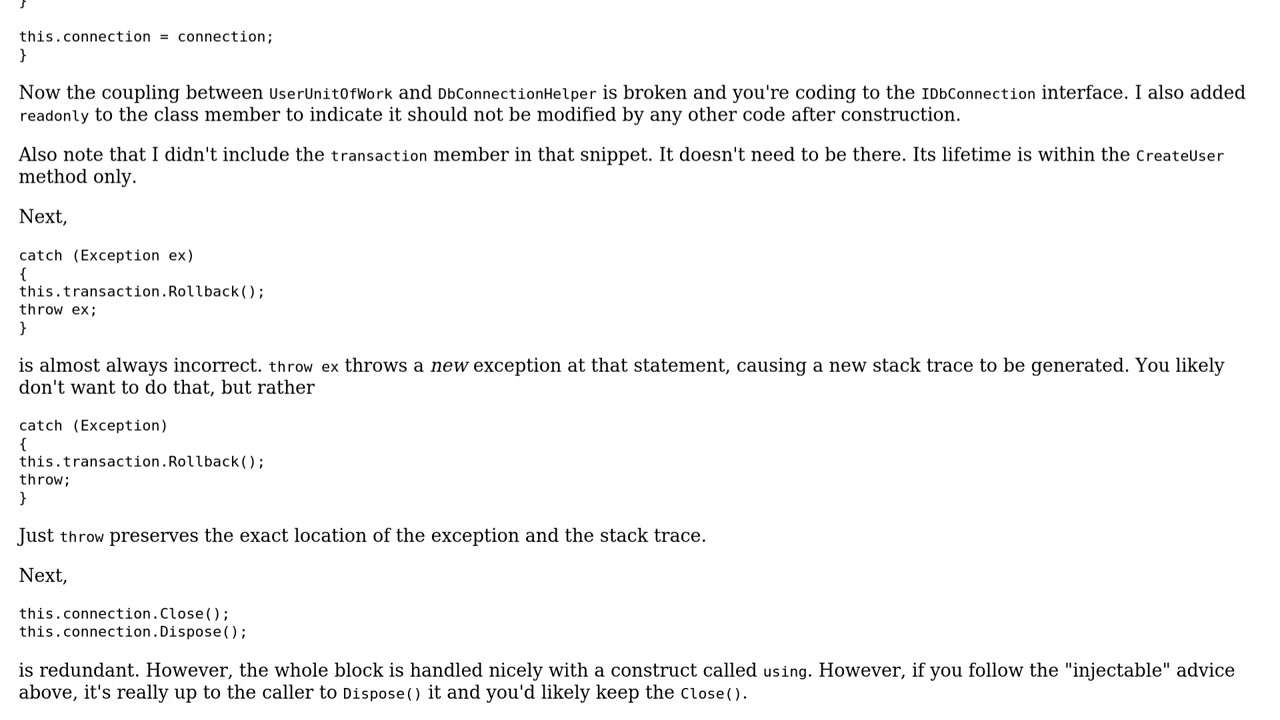 }
this.connection = connection;
}
Now the coupling between UserUnitOfWork and DbConnectionHelper is broken and you're coding to the IDbConnection interface. I also added
readonly to the class member to indicate it should not be modified by any other code after construction.
Also note that I didn't include the transaction member in that snippet. It doesn't need to be there. Its lifetime is within the CreateUser
method only.
Next,
catch (Exception ex)
{
this.transaction.Rollback();
throw ex;
}
is almost always incorrect. throw ex throws a new exception at that statement, causing a new stack trace to be generated. You likely
don't want to do that, but rather
catch (Exception)
{
this.transaction.Rollback();
throw;
}
Just throw preserves the exact location of the exception and the stack trace.
Next,
this.connection.Close();
this.connection.Dispose();
is redundant. However, the whole block is handled nicely with a construct called using. However, if you follow the "injectable" advice
above, it's really up to the caller to Dispose() it and you'd likely keep the Close().